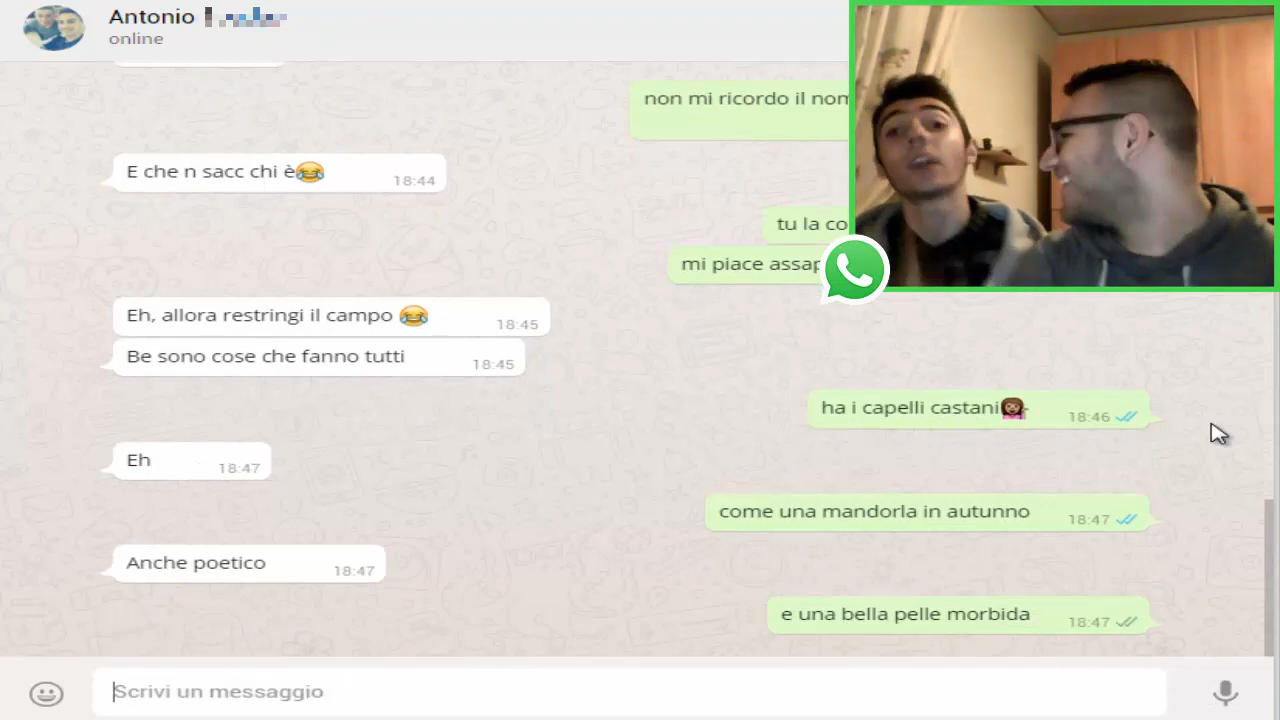 Antonio
online
non mi ricordo il
E che n sacc chi è😂
18:44
tu la
mi piace
Eh, allora restringi il campo 😂
18:45
Be sono cose che fanno tutti
18:45
ha i capelli castani
18:46
Eh
18:47
come una mandorla in autunno
18:47
Anche poetico
18:47
e una bella pelle morbida
18:47
Scrivi un messaggio